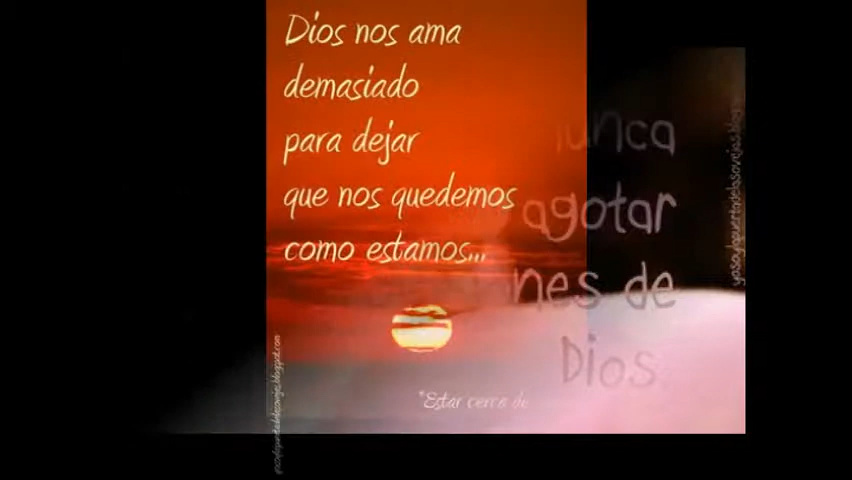 Dios nos ama
demasiado
para dejar
que nos quedemos
como estamos...
"Estar cerca de
nunca
agotar
nes de
Dios.